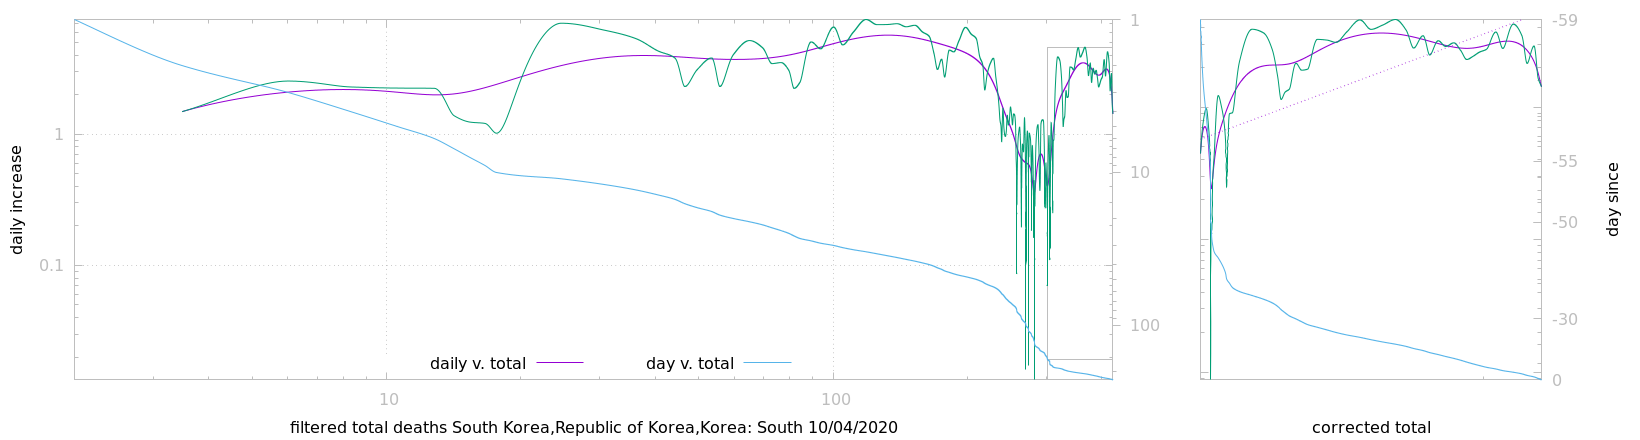 1
-59
daily increase
1
10
-55
-50
day since
0.1
100
-30
daily v. total
day v. total
0
10
100
filtered total deaths South Korea,Republic of Korea,Korea: South 10/04/2020
corrected total